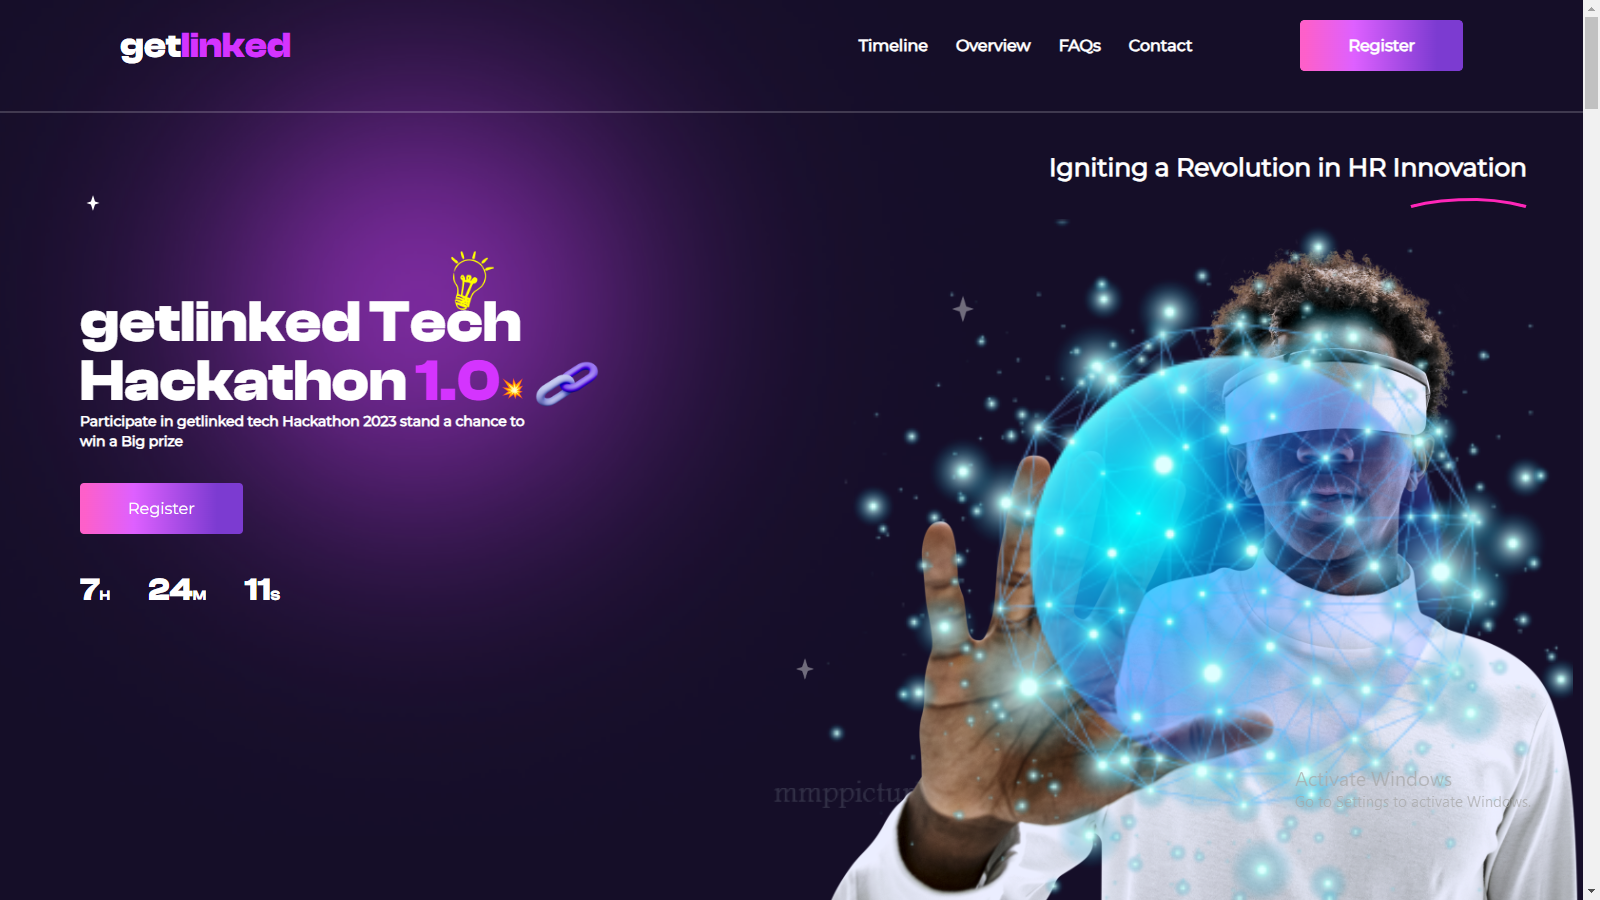 getlinked
Timeline Overview FAQs Contact Register
Igniting a Revolution in HR Innovation
getlinked Tech
Hackathon 1.0
Participate in getlinked tech Hackathon 2023 stand a chance to
win a Big prize
Register
7H 24M 11S
Activate Windows
Go to Settings to activate Windows.